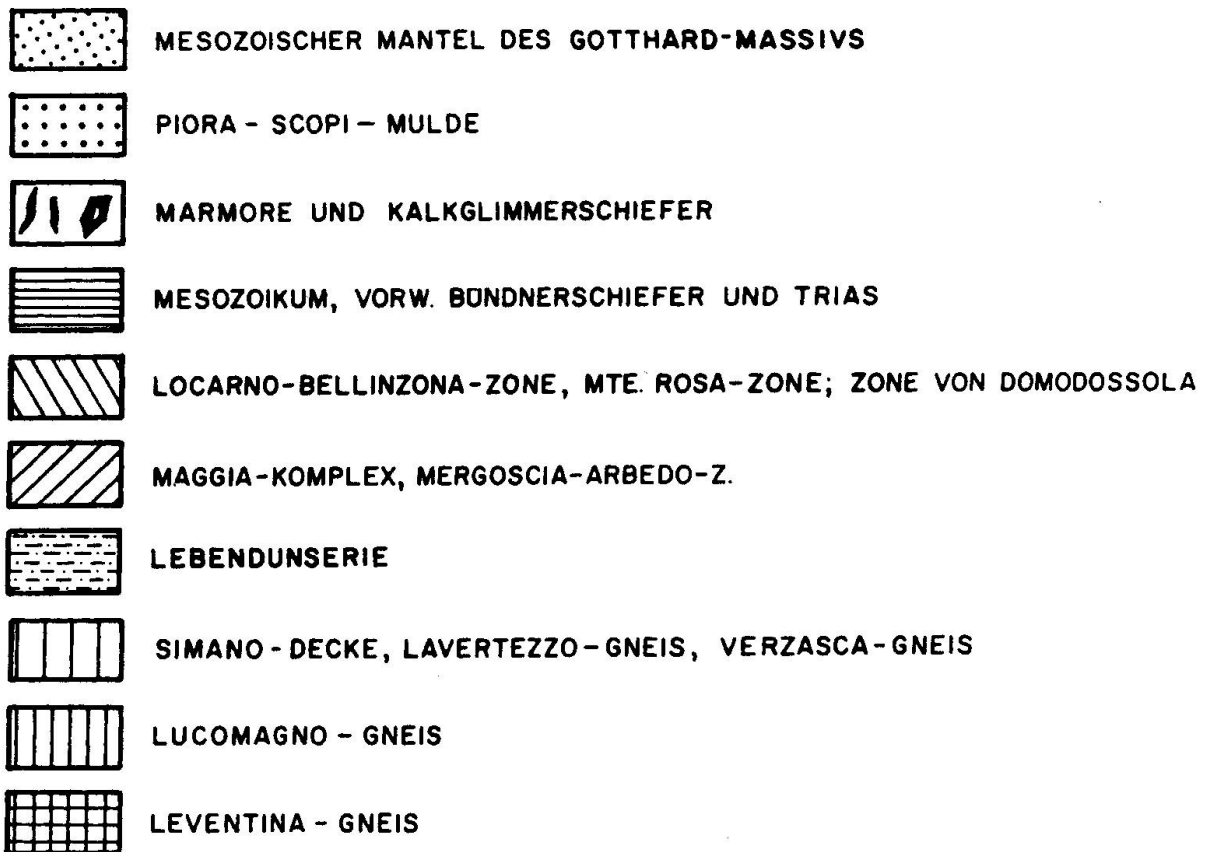 MESOZOISCHER MANTEL DES GOTTHARD-MASSIVS
PIORA - SCOPI - MULDE
MARMORE UND KALKGLIMMERSCHIEFER
MESOZOIKUM, VORW. BÜNDNERSCHIEFER UND TRIAS
LOCARNO-BELLINZONA-ZONE, MTE. ROSA-ZONE; ZONE VON DOMODOSSOLA
MAGGIA-KOMPLEX, MERGOSCIA-ARBEDO-Z.
LEBENDUNSERIE
SIMANO-DECKE, LAVERTEZZO-GNEIS, VERZASCA-GNEIS
LUCOMAGNO - GNEIS
LEVENTINA - GNEIS